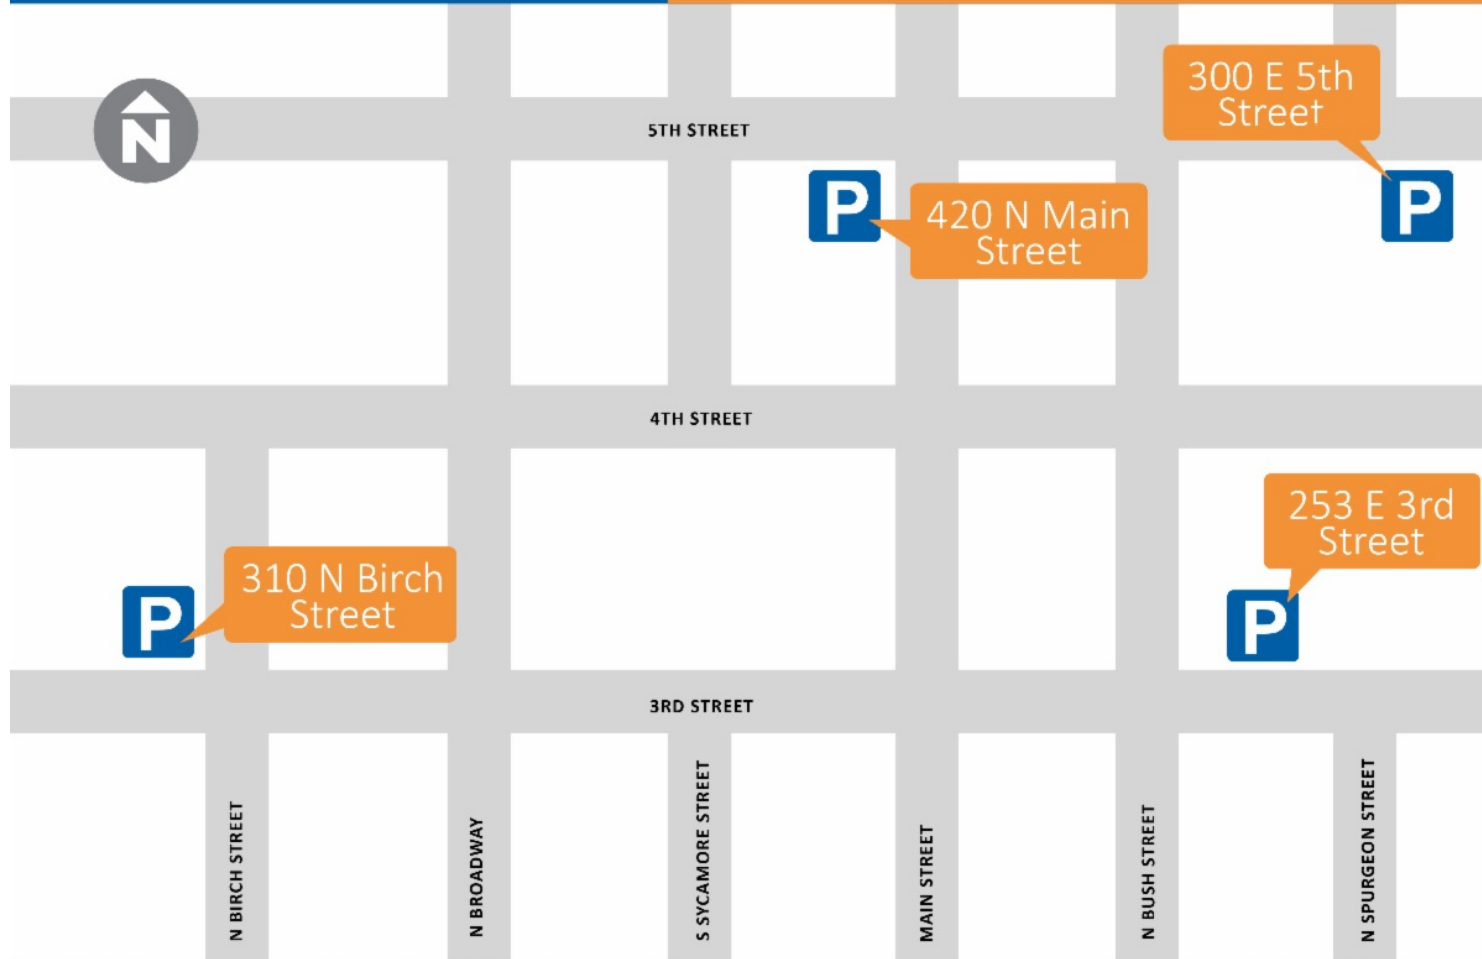 300 E 5th
Street
N
5TH STREET
P
P
420 N Main
Street
4TH STREET
253 E 3rd
Street
310 N Birch
Street
P
P
3RD STREET
N BIRCH STREET
N BROADWAY
S SYCAMORE STREET
MAIN STREET
N BUSH STREET
N SPURGEON STREET